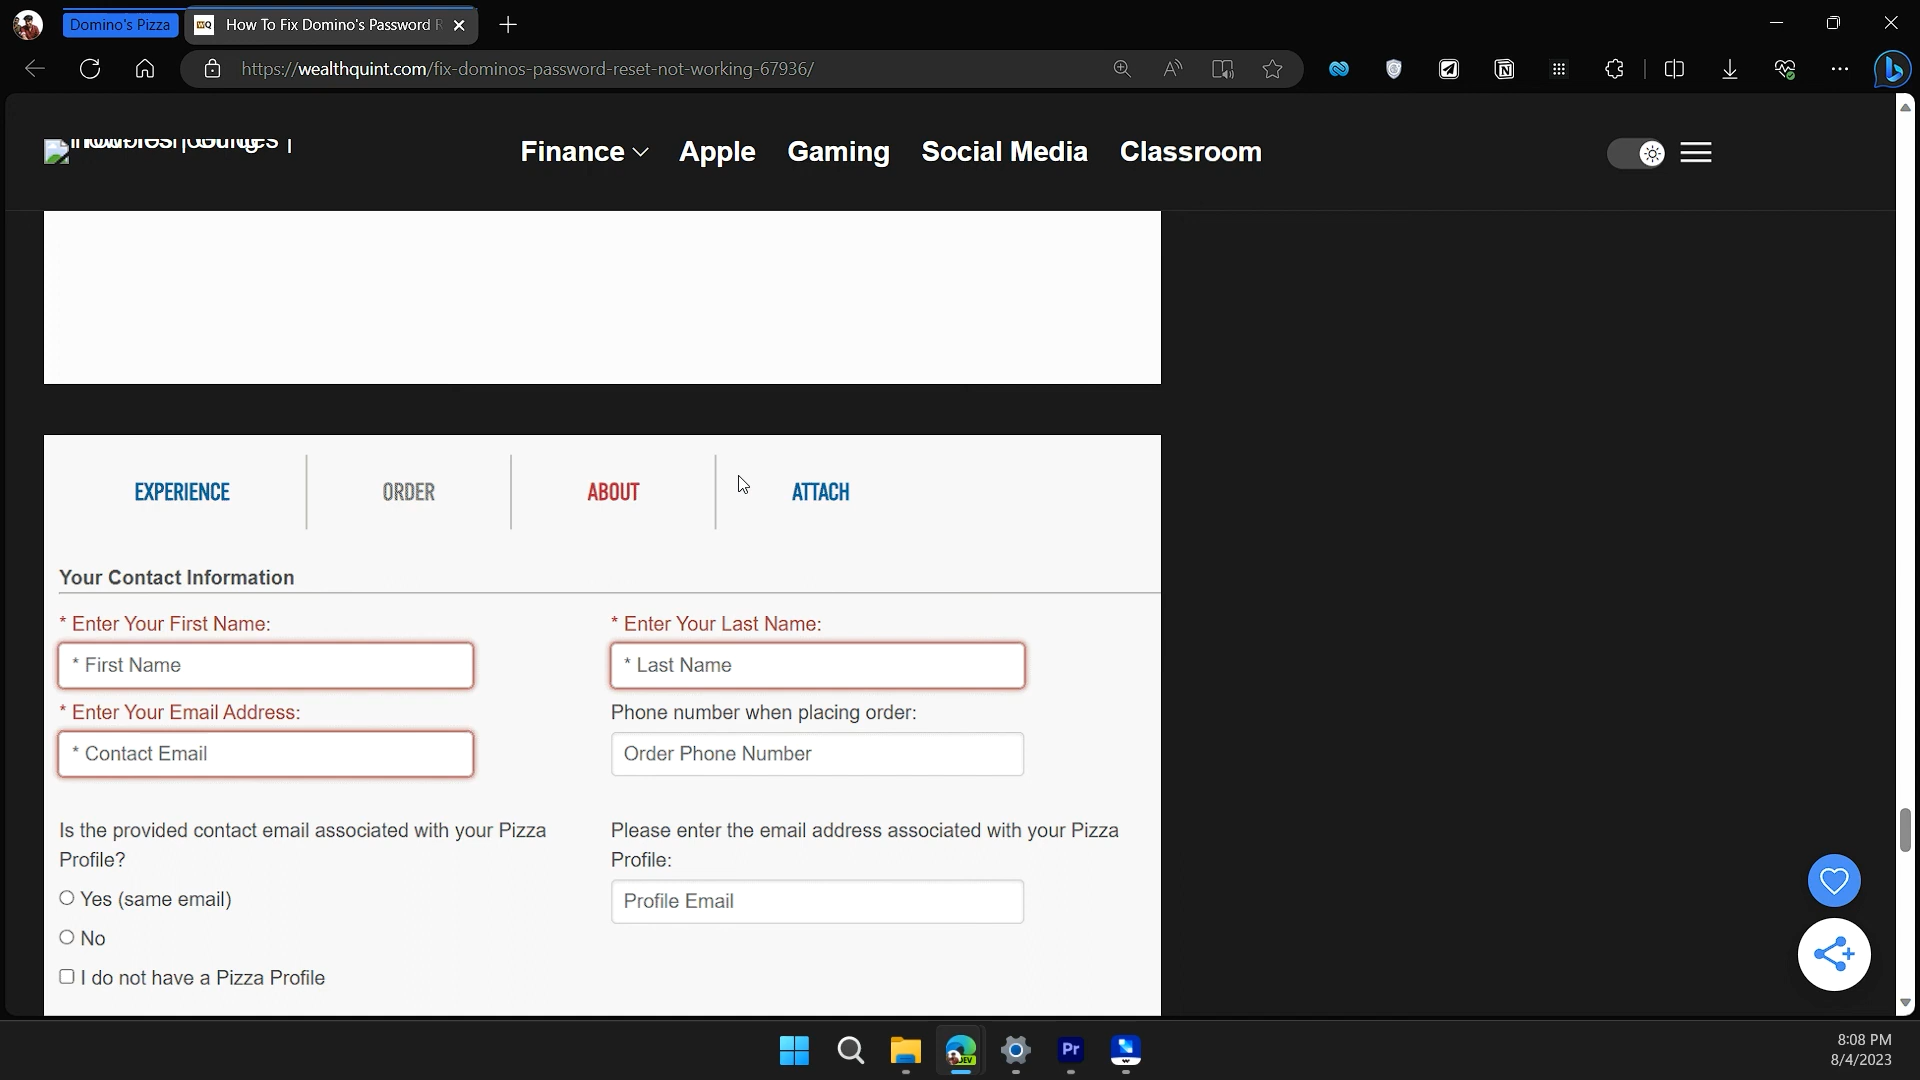 Domino's Pizza
How To Fix Domino's Password R
https://wealthquint.com/fix-dominos-password-reset-not-working-67936/
Finance Apple Gaming Social Media Classroom
EXPERIENCE ORDER ABOUT ATTACH
Your Contact Information
* Enter Your First Name:
* Enter Your Last Name:
* First Name
* Last Name
* Enter Your Email Address:
Phone number when placing order:
* Contact Email
Order Phone Number
Is the provided contact email associated with your Pizza
Profile?
Yes (same email)
No
I do not have a Pizza Profile
Please enter the email address associated with your Pizza
Profile:
Profile Email
Pr
DEV
8:08 PM
8/4/2023